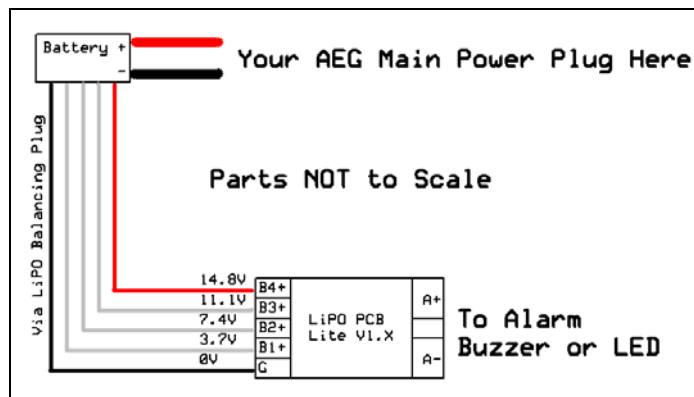 Battery +
-
Your AEG Main Power Plug Here
Via LiPO Balancing Plug
Parts NOT to Scale
14.8V
11.1V
7.4V
3.7V
0V
B4+
B3+
B2+
B1+
G
LiPO PCB
Lite V1.X
A+
A-
To Alarm
Buzzer or LED